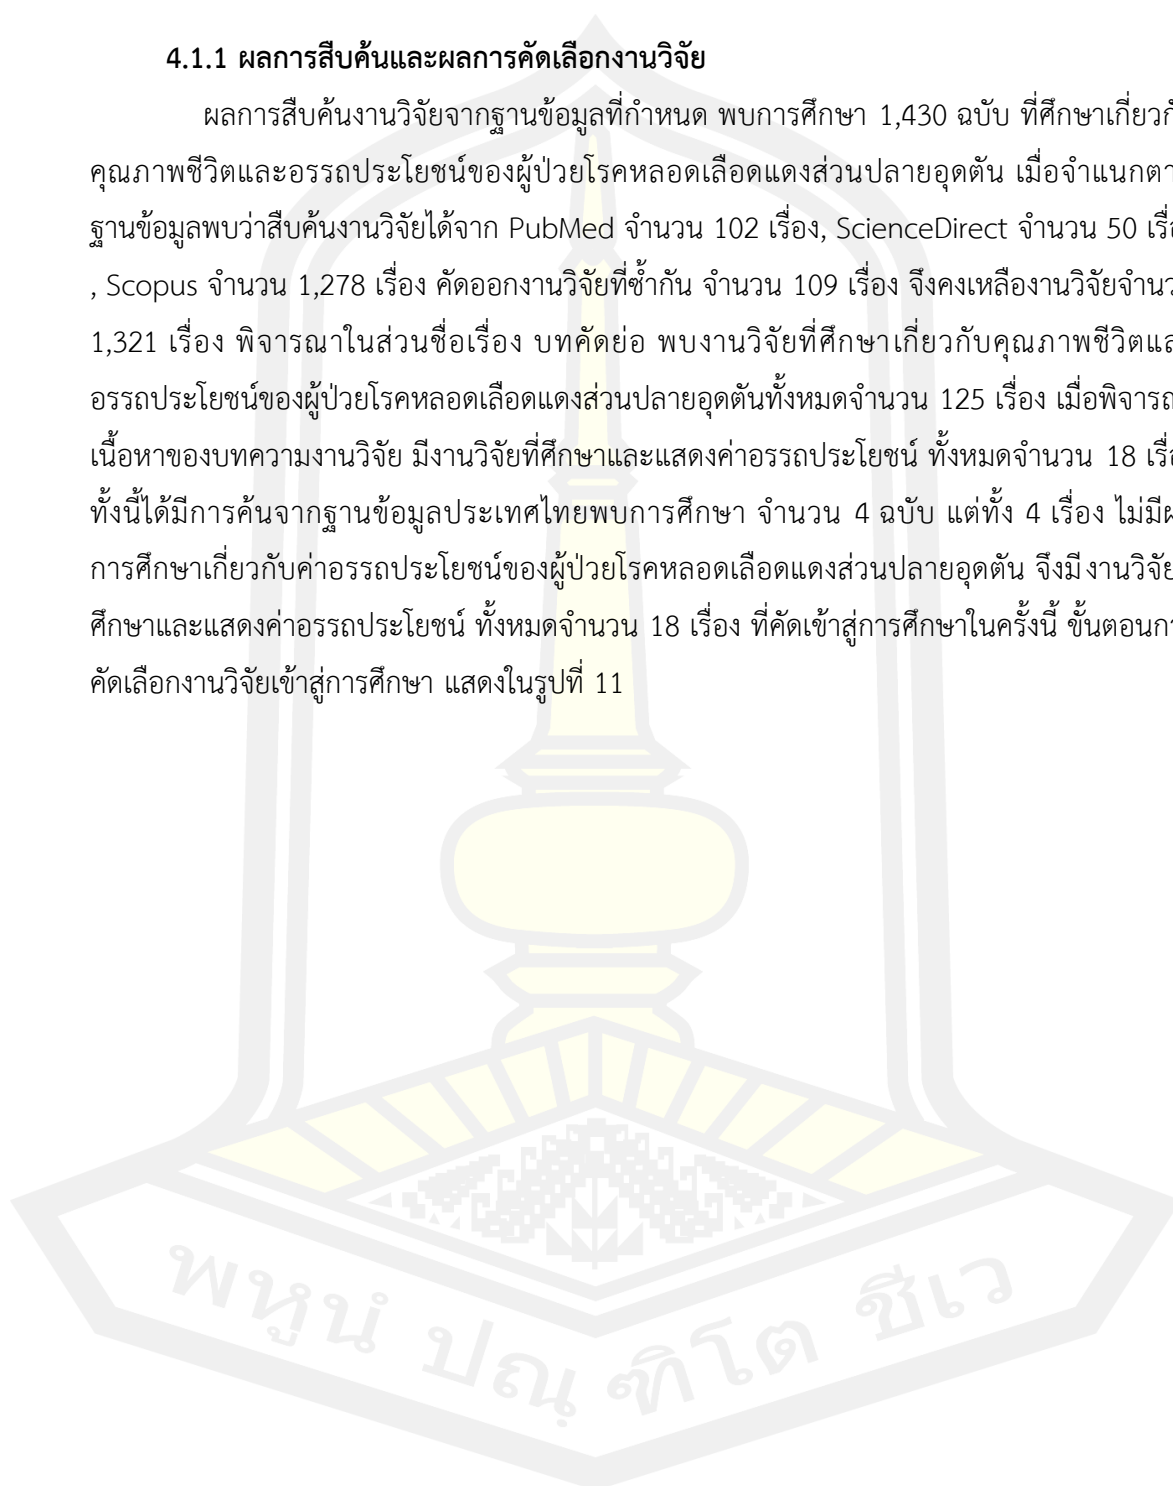 4.1.1 ผลการสืบค้นและผลการคัดเลือกงานวิจัย
ผลการสืบค้นงานวิจัยจากฐานข้อมูลที่กำหนด พบการศึกษา 1,430 ฉบับ ที่ศึกษาเกี่ยวกั
คุณภาพชีวิตและอรรถประโยชน์ของผู้ป่วยโรคหลอดเลือดแดงส่วนปลายอุดตัน เมื่อจำแนกตา
ฐานข้อมูลพบว่าสืบค้นงานวิจัยได้จาก PubMed จำนวน 102 เรื่อง, ScienceDirect จำนวน 50 เรื่อ
, Scopus จำนวน 1,278 เรื่อง คัดออกงานวิจัยที่ซ้ำกัน จำนวน 109 เรื่อง จึงคงเหลืองานวิจัยจำนว
1,321 เรื่อง พิจารณาในส่วนชื่อเรื่อง บทคัดย่อ พบงานวิจัยที่ศึกษาเกี่ยวกับคุณภาพชีวิตแล
อรรถประโยชน์ของผู้ป่วยโรคหลอดเลือดแดงส่วนปลายอุดตันทั้งหมดจำนวน 125 เรื่อง เมื่อพิจารณ
เนื้อหาของบทความงานวิจัย มีงานวิจัยที่ศึกษาและแสดงค่าอรรถประโยชน์ ทั้งหมดจำนวน 18 เรื่อ
ทั้งนี้ได้มีการค้นจากฐานข้อมูลประเทศไทยพบการศึกษา จำนวน 4 ฉบับ แต่ทั้ง 4 เรื่อง ไม่มีผ
การศึกษาเกี่ยวกับค่าอรรถประโยชน์ของผู้ป่วยโรคหลอดเลือดแดงส่วนปลายอุดตัน จึงมีงานวิจัย
ศึกษาและแสดงค่าอรรถประโยชน์ ทั้งหมดจำนวน 18 เรื่อง ที่คัดเข้าสู่การศึกษาในครั้งนี้ ขั้นตอนกา
คัดเลือกงานวิจัยเข้าสู่การศึกษา แสดงในรูปที่ 11
พหูนํ ปณฺฑิโต ชีเว